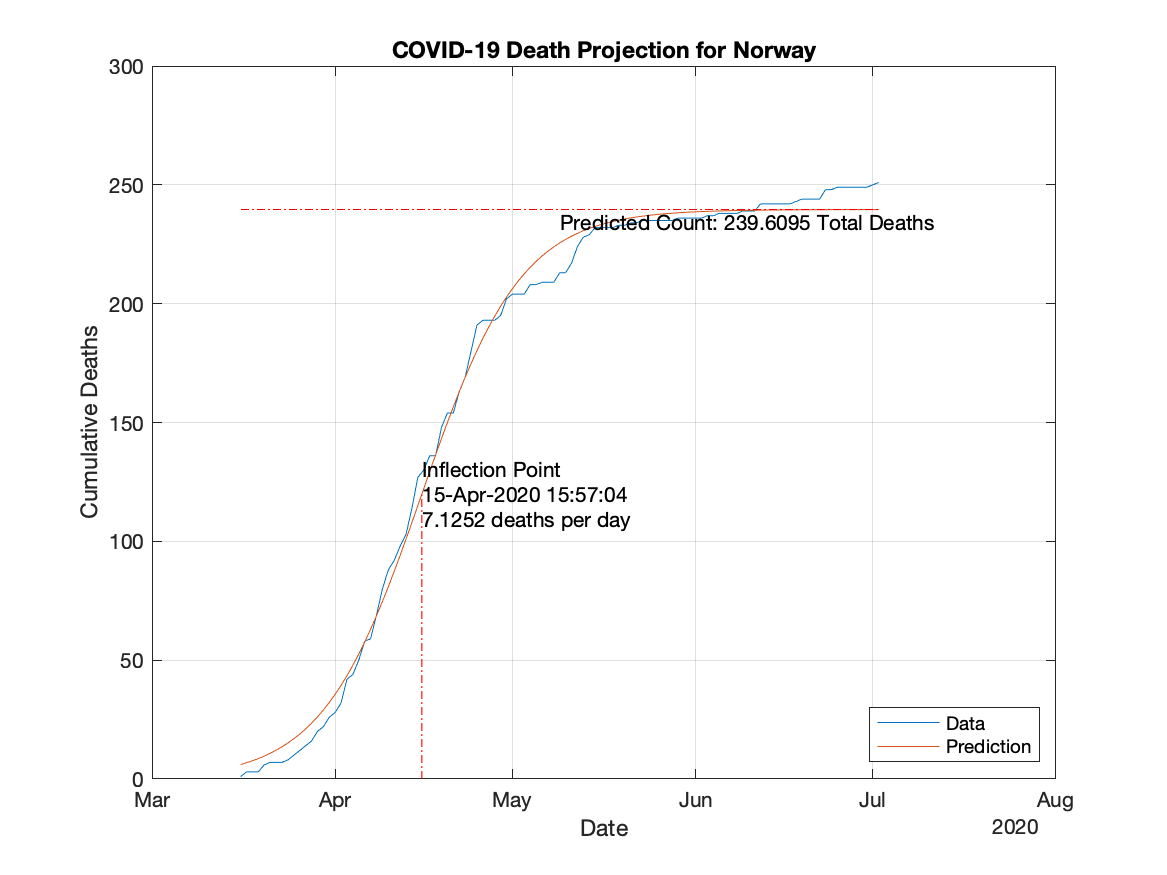 COVID-19 Death Projection for Norway
300
250
200
150
100
50
0
Cumulative Deaths
Predicted Count: 239.6095 Total Deaths
Inflection Point
15-Apr-2020 15:57:04
7.1252 deaths per day
Data
Prediction
Mar Apr May Jun Jul Aug
Date
2020